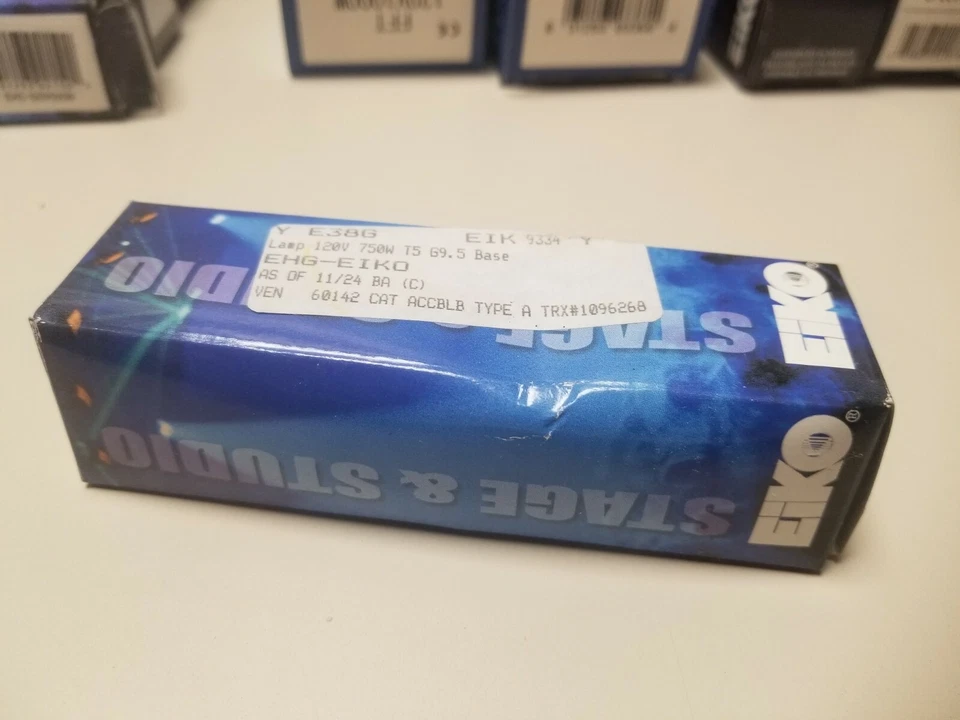 Y E38G EIK 9334 Y
Lamp 120V 750W T5 G9.5 Base
EHG-EIKO
AS OF 11/24 BA (C)
VEN 60142 CAT ACCBLB TYPE A TRX#1096268
STAGE
DIO
EIKO
STAGE & STUDIO
EIKO®